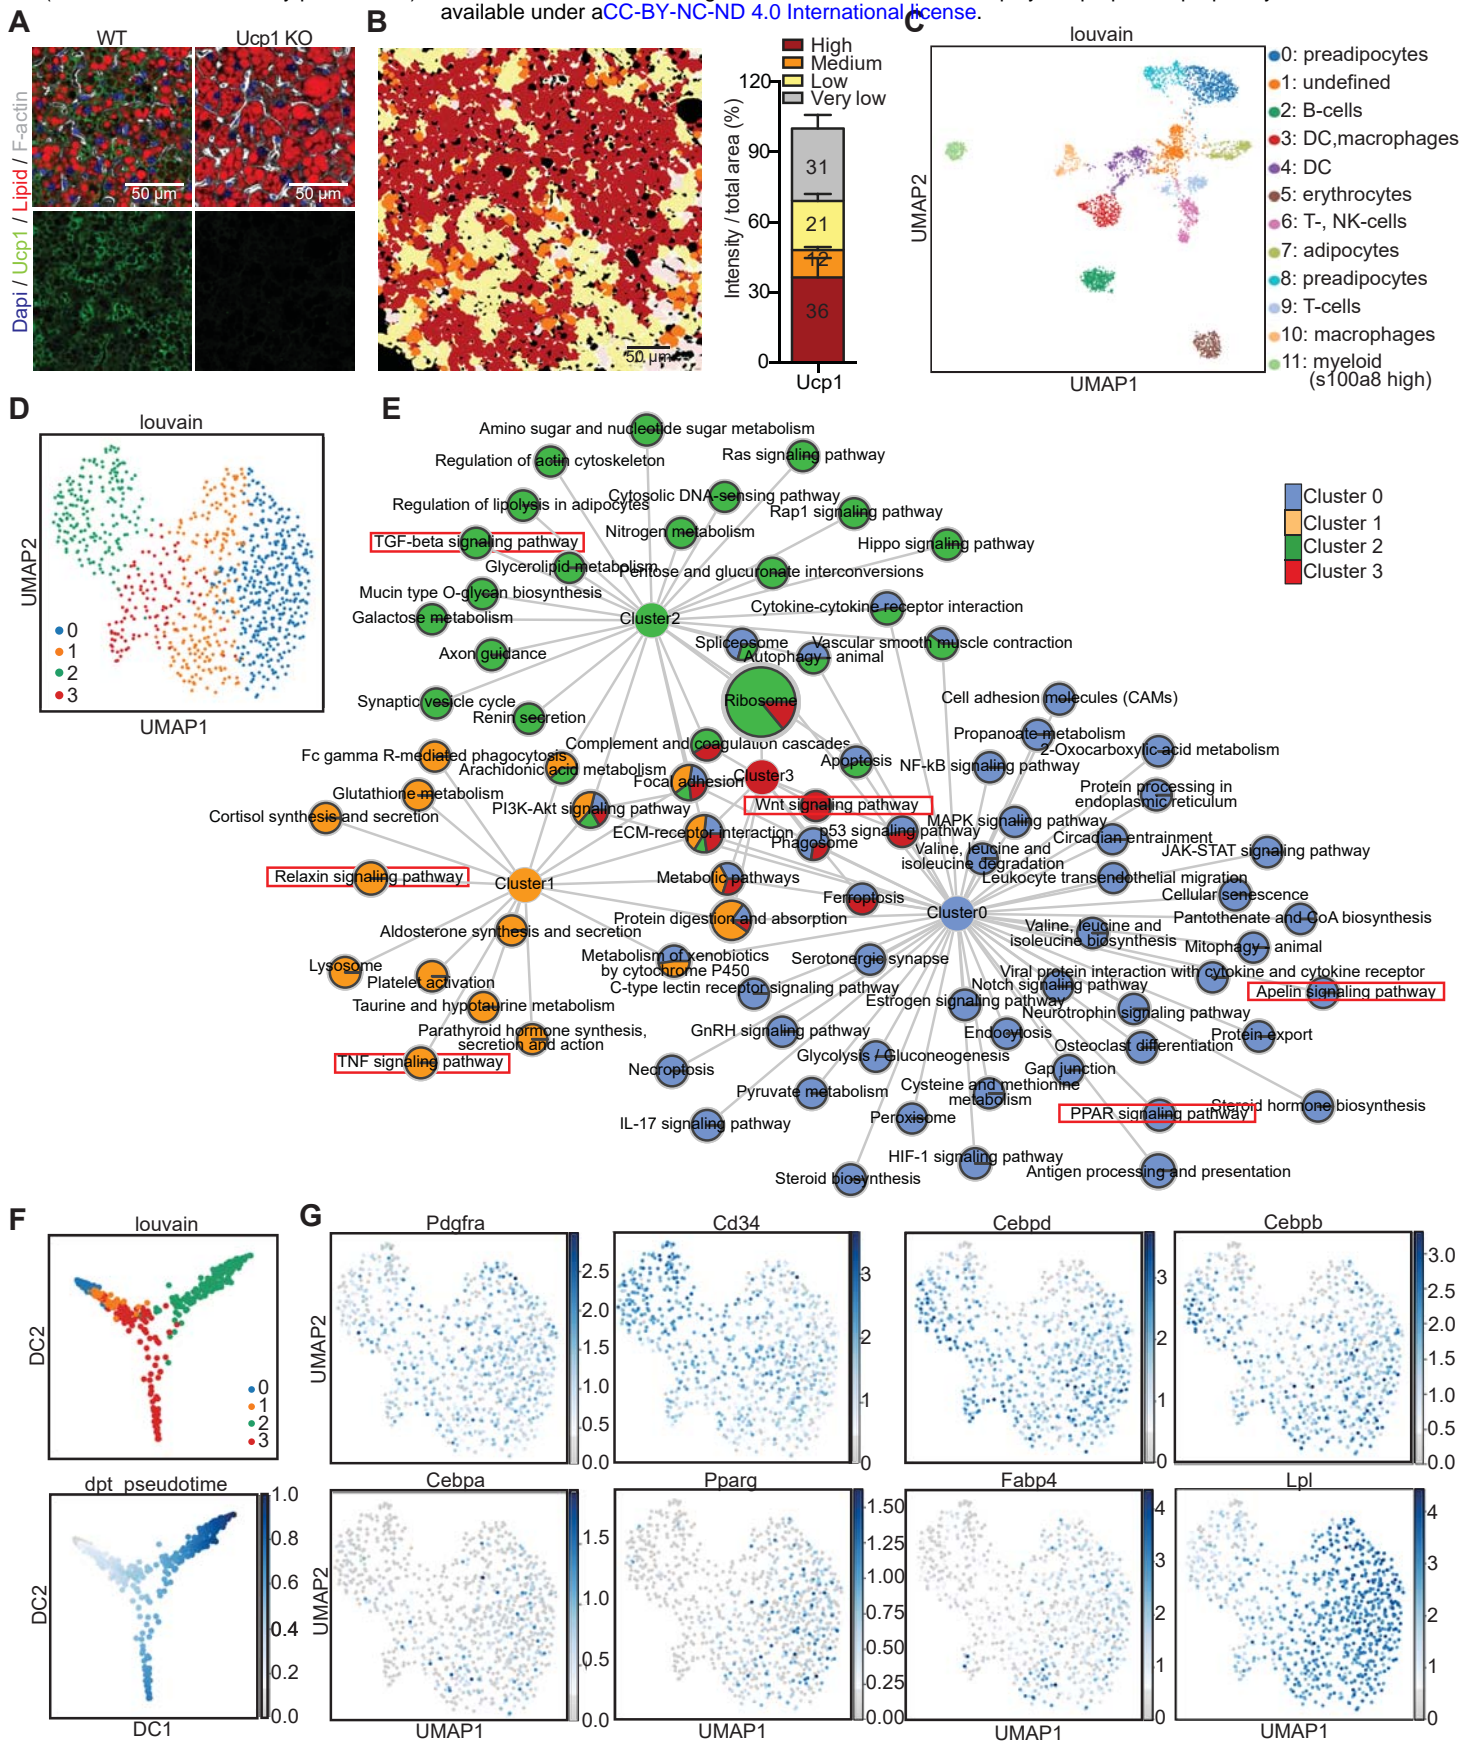 available under aCC-BY-NC-ND 4.0 International license.
A
WT
Ucp1 KO
Dapi / Ucp1 / Lipid / F-actin
50 µm
50 µm
B
50 µm
High
Medium
Low
Very low
Intensity / total area (%)
120
90
60
30
0
31
21
12
36
Ucp1
C
louvain
UMAP2
UMAP1
0: preadipocytes
1: undefined
2: B-cells
3: DC,macrophages
4: DC
5: erythrocytes
6: T-, NK-cells
7: adipocytes
8: preadipocytes
9: T-cells
10: macrophages
11: myeloid
(s100a8 high)
D
louvain
UMAP2
0
1
2
3
UMAP1
E
Cluster 0
Cluster 1
Cluster 2
Cluster 3
Amino sugar and nucleotide sugar metabolism
Regulation of actin cytoskeleton
Ras signaling pathway
Regulation of lipolysis in adipocytes
Cytosolic DNA-sensing pathway
Rap1 signaling pathway
TGF-beta signaling pathway
Nitrogen metabolism
Hippo signaling pathway
Glycerolipid metabolism
Pentose and glucuronate interconversions
Mucin type O-glycan biosynthesis
Galactose metabolism
Cluster2
Cytokine-cytokine receptor interaction
Axon guidance
Spliceosome
Vascular smooth muscle contraction
Autophagy - animal
Synaptic vesicle cycle
Renin secretion
Ribosome
Cell adhesion molecules (CAMs)
Propanoate metabolism
2-Oxocarboxylic acid metabolism
Fc gamma R-mediated phagocytosis
Complement and coagulation cascades
Arachidonic acid metabolism
Apoptosis
NF-kB signaling pathway
Focal adhesion
Cluster3
Glutathione metabolism
Protein processing in
endoplasmic reticulum
Cortisol synthesis and secretion
PI3K-Akt signaling pathway
Wnt signaling pathway
MAPK signaling pathway
ECM-receptor interaction
p53 signaling pathway
Phagosome
Circadian entrainment
Valine, leucine and
isoleucine degradation
JAK-STAT signaling pathway
Relaxin signaling pathway
Cluster1
Metabolic pathways
Leukocyte transendothelial migration
Ferroptosis
Cellular senescence
Cluster0
Protein digestion and absorption
Pantothenate and CoA biosynthesis
Aldosterone synthesis and secretion
Valine, leucine and
isoleucine biosynthesis
Mitophagy - animal
Lysosome
Platelet activation
Metabolism of xenobiotics
by cytochrome P450
Serotonergic synapse
Viral protein interaction with cytokine and cytokine receptor
C-type lectin receptor signaling pathway
Notch signaling pathway
Apelin signaling pathway
Taurine and hypotaurine metabolism
Estrogen signaling pathway
Neurotrophin signaling pathway
Parathyroid hormone synthesis,
secretion and action
GnRH signaling pathway
Endocytosis
Protein export
Osteoclast differentiation
TNF signaling pathway
Necroptosis
Glycolysis / Gluconeogenesis
Gap junction
Pyruvate metabolism
Cysteine and methionine
metabolism
Steroid hormone biosynthesis
PPAR signaling pathway
IL-17 signaling pathway
Peroxisome
HIF-1 signaling pathway
Steroid biosynthesis
Antigen processing and presentation
F
louvain
DC2
0
1
2
3
dpt_pseudotime
DC2
DC1
1.0
0.8
0.6
0.4
0.2
0.0
G
Pdgfra
UMAP2
2.5
2.0
1.5
1.0
0.5
0.0
Cd34
3
2
1
0
Cebpd
3
2
1
0
Cebpb
3.0
2.5
2.0
1.5
1.0
0.5
0.0
Cebpa
UMAP2
UMAP1
1.5
1.0
0.5
0.0
Pparg
UMAP1
1.50
1.25
1.00
0.75
0.50
0.25
0.00
Fabp4
UMAP1
4
3
2
1
0
Lpl
UMAP1
4
3
2
1
0